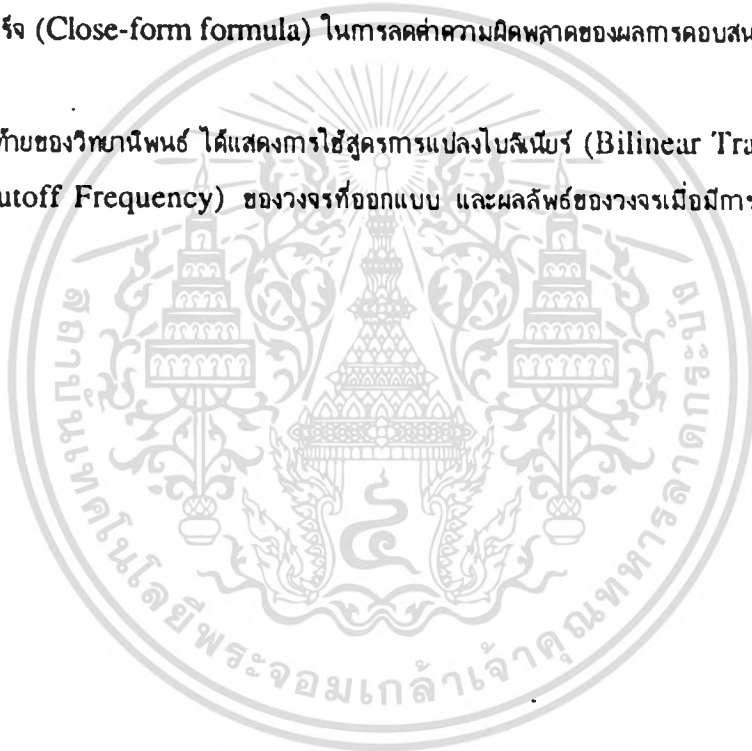 ร็จ (Close-form formula) ในการลดค่าความผิดพลาดของผลการตอบสน
ท้ายของวิทยานิพนธ์ ได้แสดงการใช้สูตรการแปลงไบลิเนียร์ (Bilinear Tra
utoff Frequency) ของวงจรที่ออกแบบ และผลลัพธ์ของวงจรเมื่อมีการ
สถาบันเทคโนโลยีพระจอมเกล้าเจ้าคุณทหารลาดกระบัง